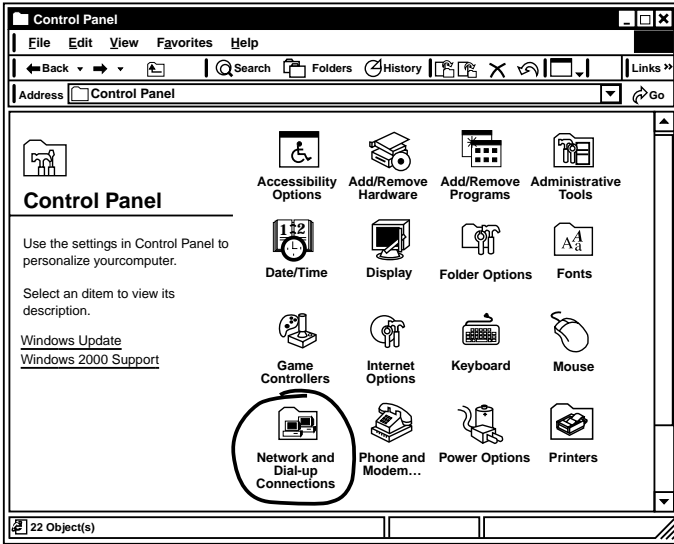 Control Panel
File Edit View Favorites Help
Back Search Folders History Links »
Address Control Panel Go
Control Panel
Use the settings in Control Panel to
personalize yourcomputer.
Select an ditem to view its
description.
Windows Update
Windows 2000 Support
Accessibility
Options
Add/Remove
Hardware
Add/Remove
Programs
Administrative
Tools
1 12
Date/Time
Display
Folder Options
AA
a
Fonts
Game
Controllers
Internet
Options
Keyboard
Mouse
Network and
Dial-up
Connections
Phone and
Modem...
Power Options
Printers
22 Object(s)